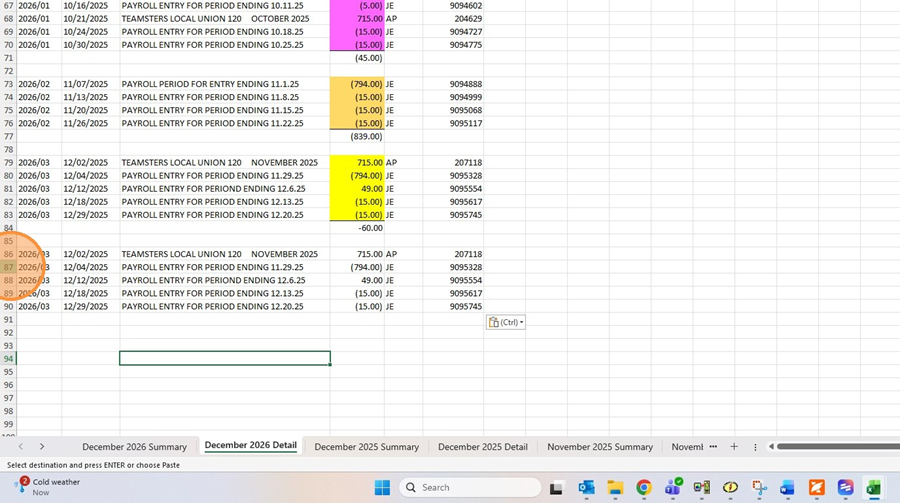 67 2026/01 10/16/2025 PAYROLL ENTRY FOR PERIOD ENDING 10.11.25 (5.00) JE 9094602
68 2026/01 10/21/2025 TEAMSTERS LOCAL UNION 120 OCTOBER 2025 715.00 AP 204629
69 2026/01 10/24/2025 PAYROLL ENTRY FOR PERIOD ENDING 10.18.25 (15.00) JE 9094727
70 2026/01 10/30/2025 PAYROLL ENTRY FOR PERIOD ENDING 10.25.25 (15.00) JE 9094775
71 (45.00)
72
73 2026/02 11/07/2025 PAYROLL PERIOD FOR ENTRY ENDING 11.1.25 (794.00) JE 9094888
74 2026/02 11/13/2025 PAYROLL ENTRY FOR PERIOD ENDING 11.8.25 (15.00) JE 9094999
75 2026/02 11/20/2025 PAYROLL ENTRY FOR PERIOD ENDING 11.15.25 (15.00) JE 9095068
76 2026/02 11/26/2025 PAYROLL ENTRY FOR PERIOD ENDING 11.22.25 (15.00) JE 9095117
77 (839.00)
78
79 2026/03 12/02/2025 TEAMSTERS LOCAL UNION 120 NOVEMBER 2025 715.00 AP 207118
80 2026/03 12/04/2025 PAYROLL ENTRY FOR PERIOD ENDING 11.29.25 (794.00) JE 9095328
81 2026/03 12/12/2025 PAYROLL ENTRY FOR PERIOND ENDING 12.6.25 49.00 JE 9095554
82 2026/03 12/18/2025 PAYROLL ENTRY FOR PERIOD ENDING 12.13.25 (15.00) JE 9095617
83 2026/03 12/29/2025 PAYROLL ENTRY FOR PERIOD ENDING 12.20.25 (15.00) JE 9095745
84 -60.00
85
86 2026/03 12/02/2025 TEAMSTERS LOCAL UNION 120 NOVEMBER 2025 715.00 AP 207118
87 2026/03 12/04/2025 PAYROLL ENTRY FOR PERIOD ENDING 11.29.25 (794.00) JE 9095328
88 2026/03 12/12/2025 PAYROLL ENTRY FOR PERIOND ENDING 12.6.25 49.00 JE 9095554
89 2026/03 12/18/2025 PAYROLL ENTRY FOR PERIOD ENDING 12.13.25 (15.00) JE 9095617
90 2026/03 12/29/2025 PAYROLL ENTRY FOR PERIOD ENDING 12.20.25 (15.00) JE 9095745
91
(Ctrl)
92
93
94
95
96
97
98
99
December 2026 Summary December 2026 Detail December 2025 Summary December 2025 Detail November 2025 Summary Noveml
Select destination and press ENTER or choose Paste
2 Cold weather
Now
Search